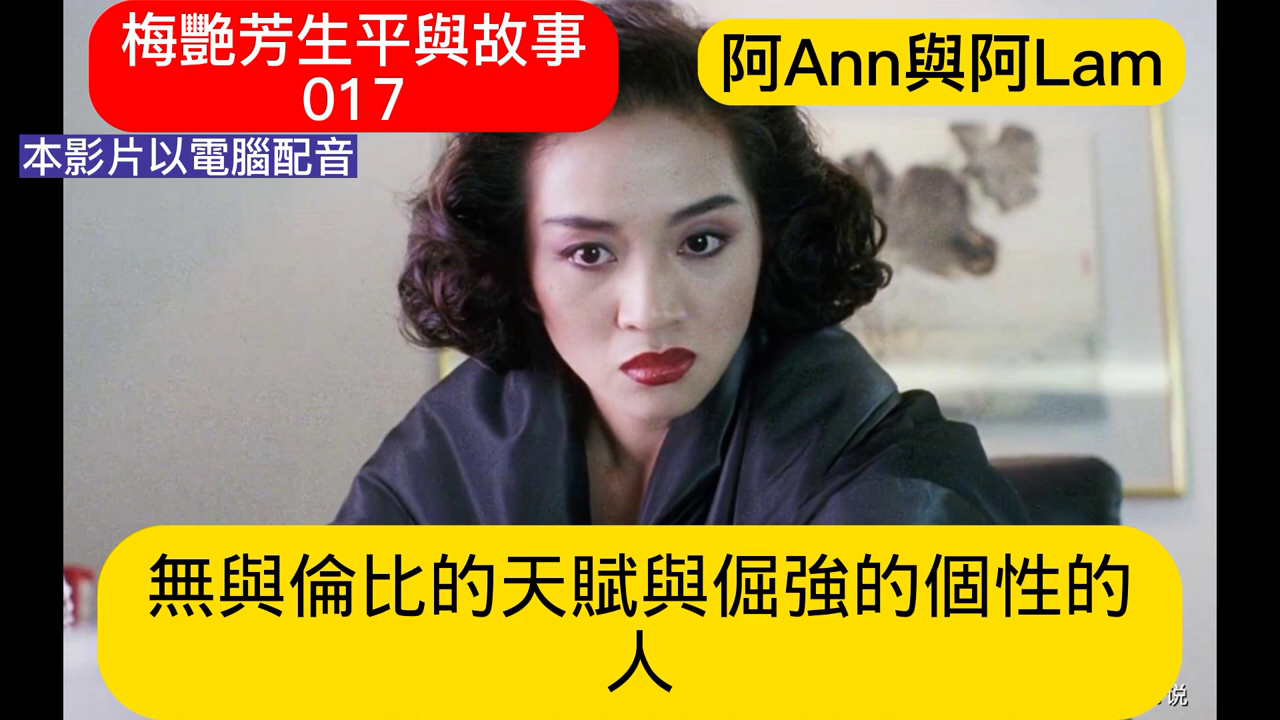 梅艷芳生平與故事
017
阿Ann與阿Lam
本影片以電腦配音
無與倫比的天賦與倔強的個性的
人
说